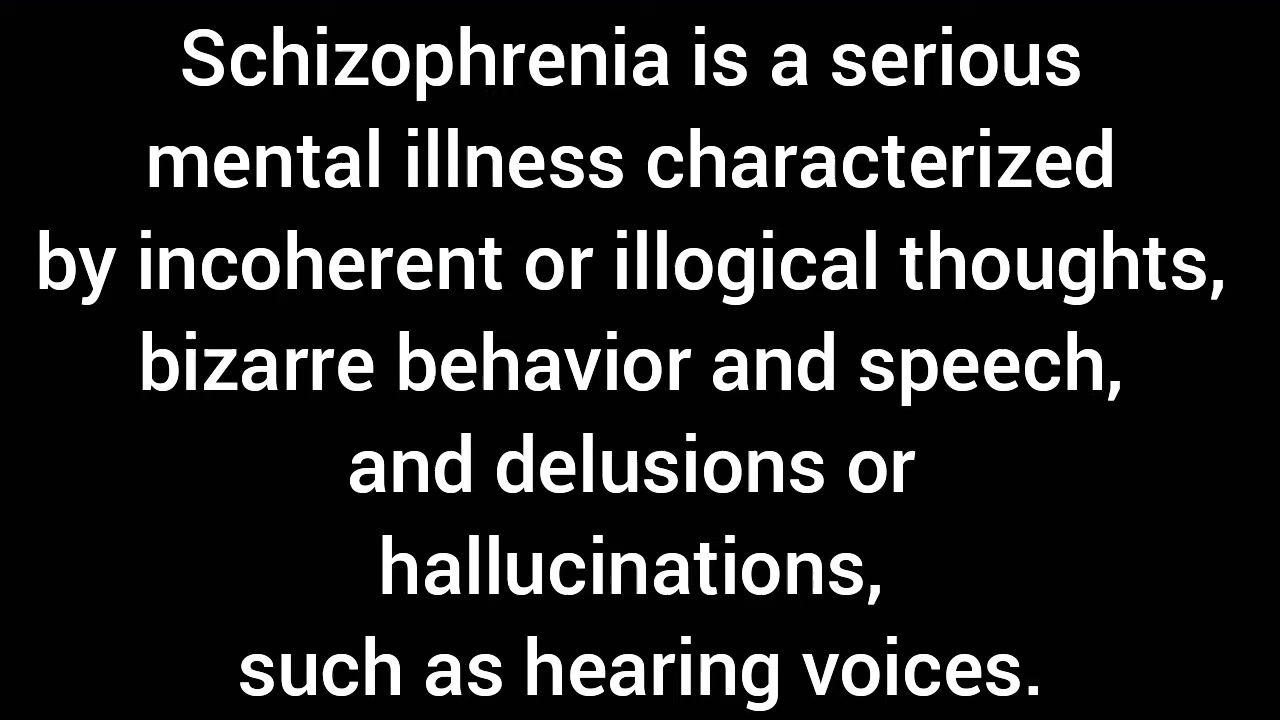 Schizophrenia is a serious
mental illness characterized
by incoherent or illogical thoughts,
bizarre behavior and speech,
and delusions or
hallucinations,
such as hearing voices.